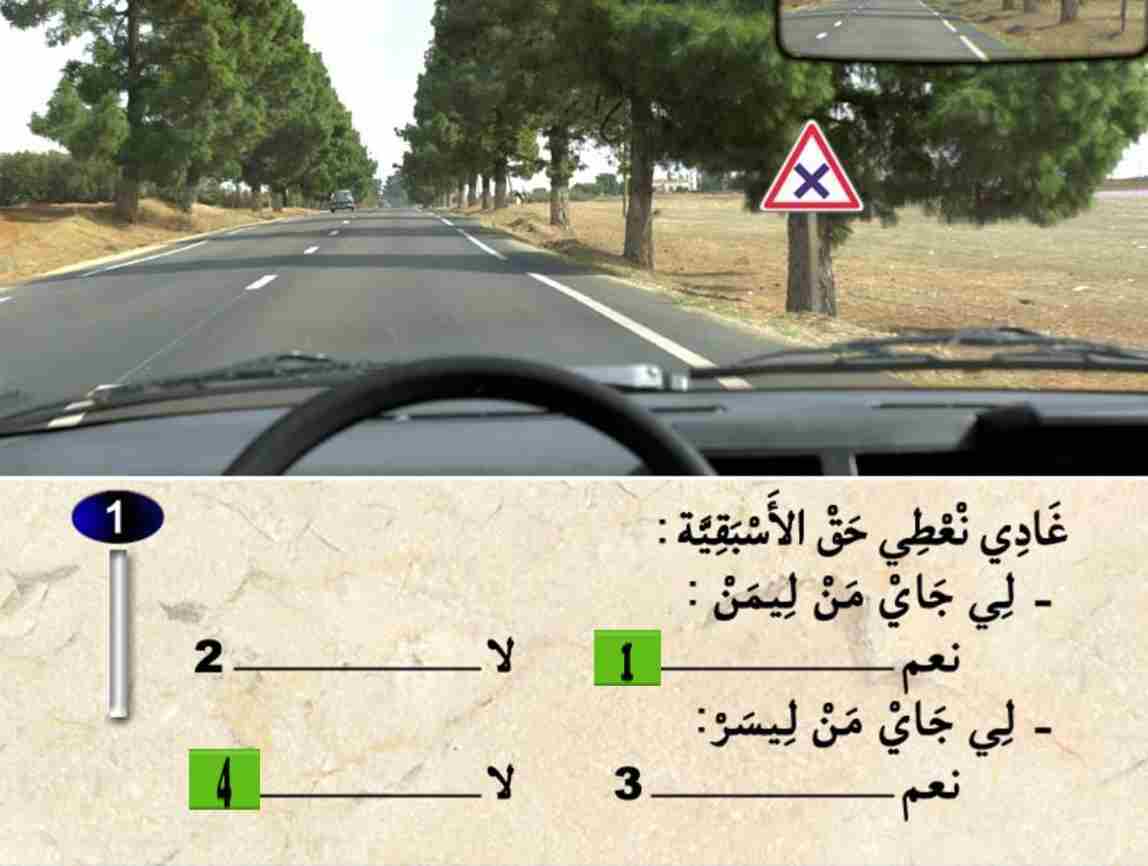 1
غَادِي نْعْطِي حَقْ الأَسْبَقِيَّة :
- لِي جَايْ مَنْ لِيمَنْ :
نعم 1 لا 2
- لِي جَايْ مَنْ لِيسَرْ:
نعم 3 لا 4